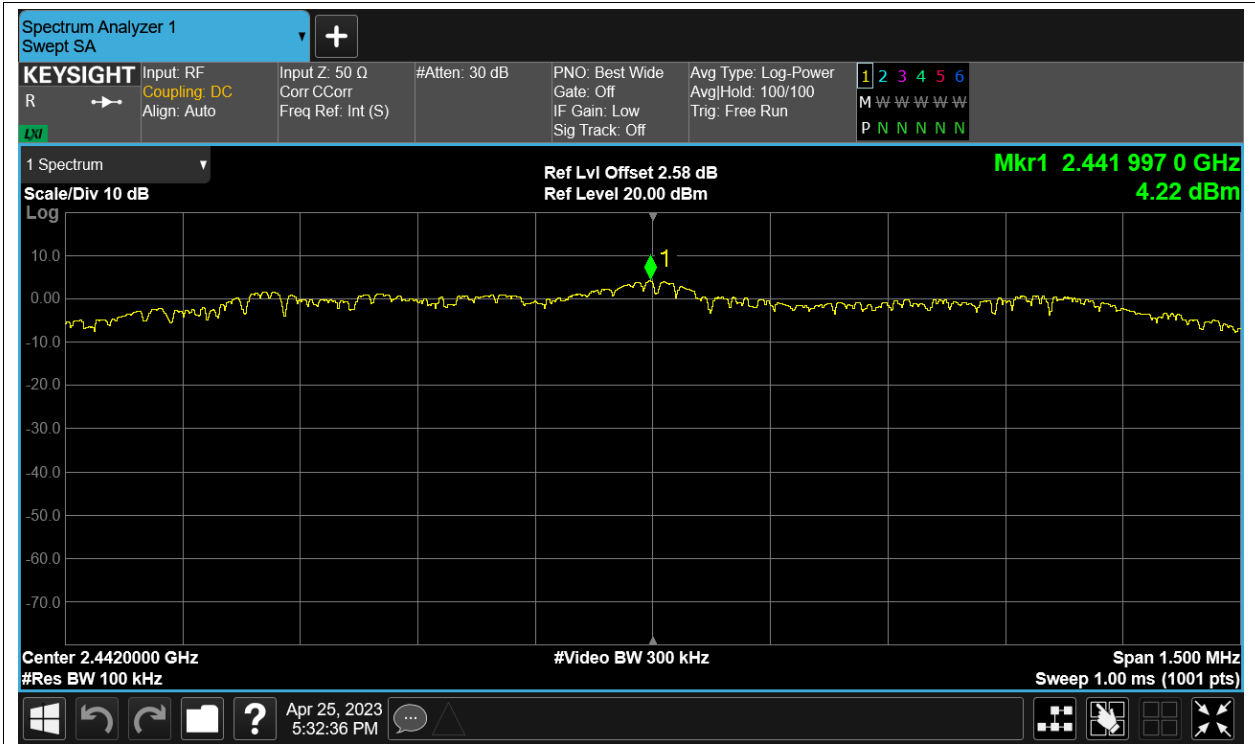 Spectrum Analyzer 1
Swept SA
KEYSIGHT
R
LXI
Input: RF
Coupling: DC
Align: Auto
Input Z: 50 Ω
Corr CCorr
Freq Ref: Int (S)
#Atten: 30 dB
PNO: Best Wide
Gate: Off
IF Gain: Low
Sig Track: Off
Avg Type: Log-Power
Avg|Hold: 100/100
Trig: Free Run
1 2 3 4 5 6
M W W W W W
P N N N N N
1 Spectrum
Scale/Div 10 dB
Log
Ref Lvl Offset 2.58 dB
Ref Level 20.00 dBm
Mkr1 2.441 997 0 GHz
4.22 dBm
1
10.0
0.00
-10.0
-20.0
-30.0
-40.0
-50.0
-60.0
-70.0
Center 2.4420000 GHz
#Video BW 300 kHz
Span 1.500 MHz
#Res BW 100 kHz
Sweep 1.00 ms (1001 pts)
?
Apr 25, 2023
5:32:36 PM